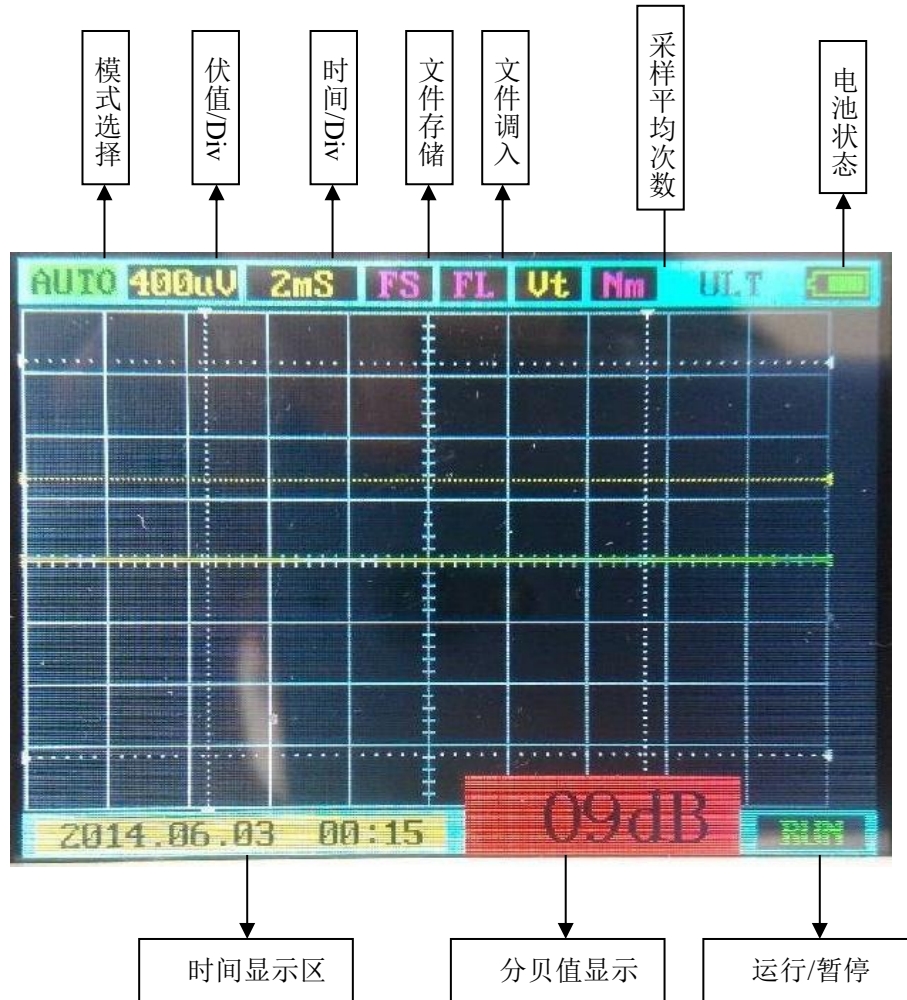 模式选择
伏值/Div
时间/Div
文件存储
文件调入
采样平均次数
电池状态
AUTO 400uV 2mS FS FL Vt Nm ULT
2014.06.03 00:15 09dB RUN
时间显示区 分贝值显示 运行/暂停